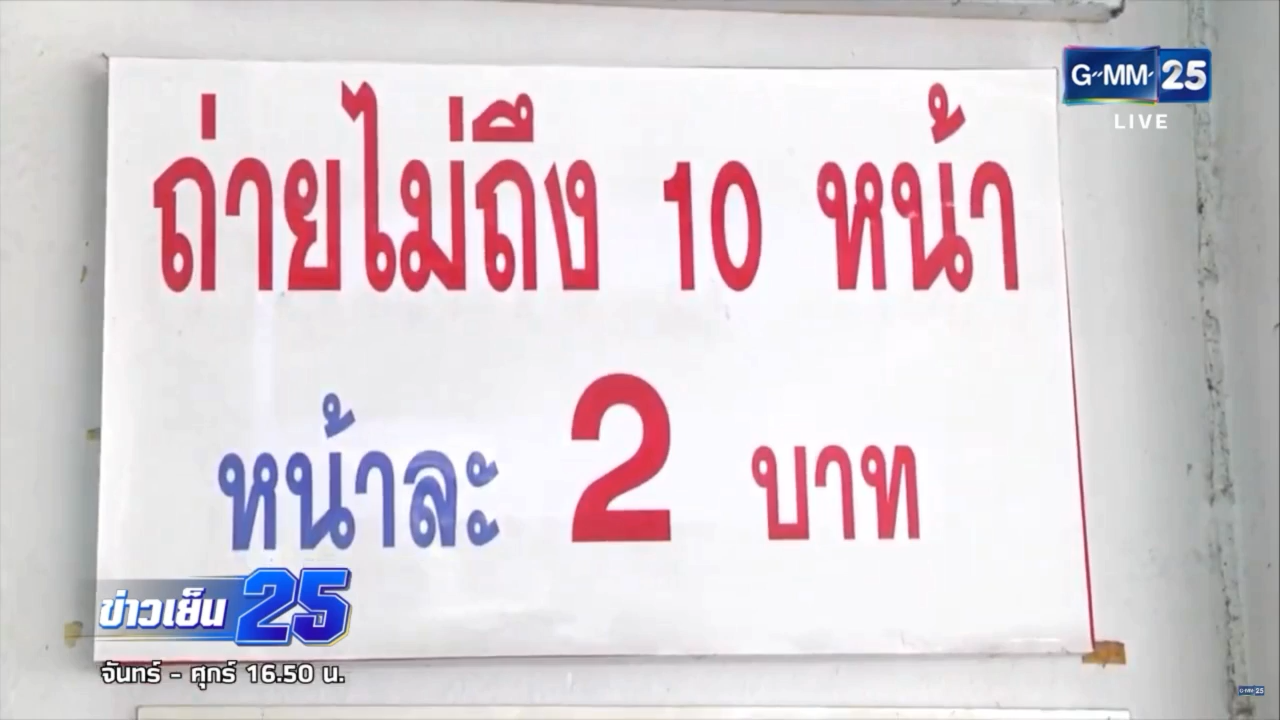 G-MM 25
LIVE
ถ่ายไม่ถึง 10 หน้า
หน้าละ 2 บาท
ข่าวเย็น 25
จันทร์ - ศุกร์ 16.50 น.
G-MM 25